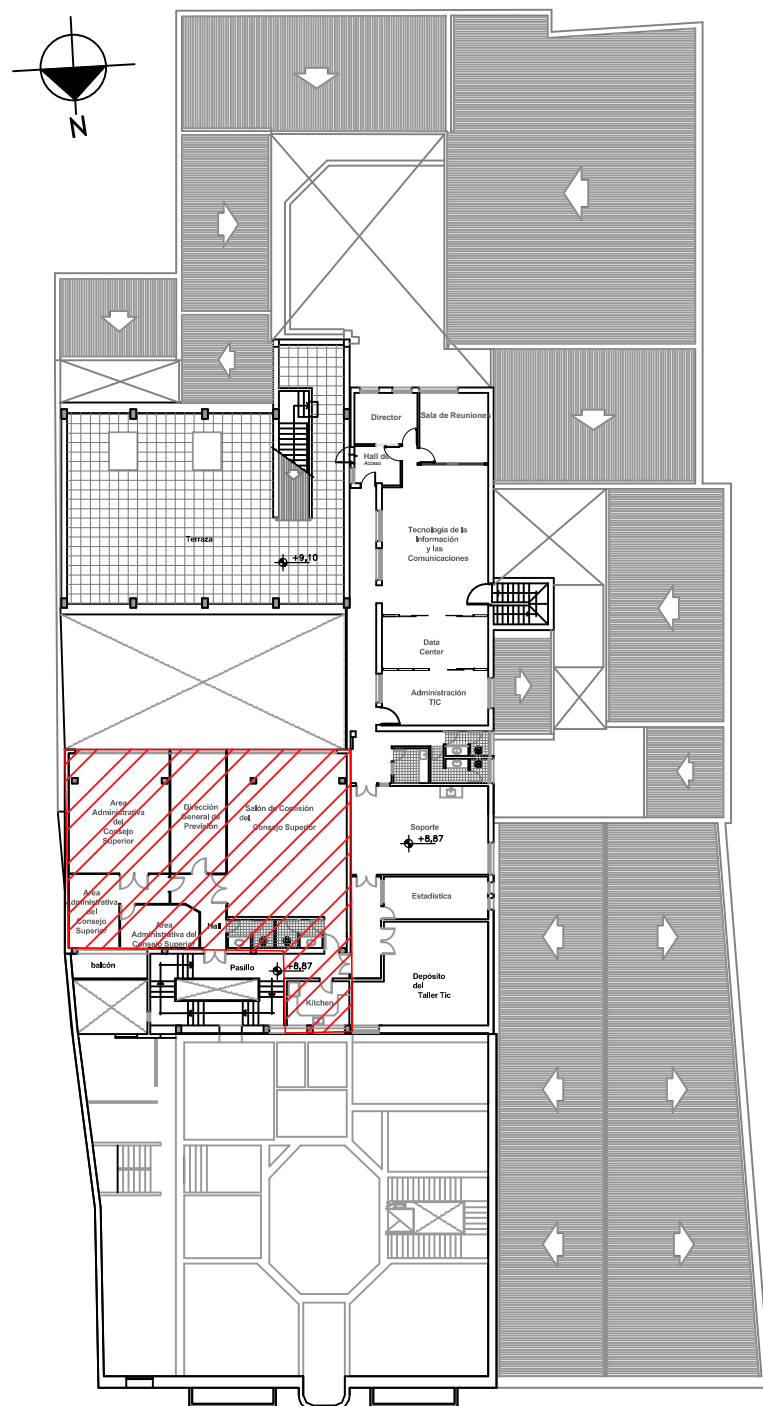 N
Director
Sala de Reuniones
Hall de
Acceso
Tecnología de la
Información
y las
Comunicaciones
Terraza
+9,10
Data
Center
Administración
TIC
Area
Administrativa
del
Consejo
Superior
Dirección
General de
Previsión
Salón de Comisión
del
Consejo Superior
Soporte
+8,87
Area
Administrativa
del
Consejo
Superior
Area
Administrativa del
Consejo Superior
Hall
Estadística
balcón
Pasillo
+8,87
Kitchen
Depósito
del
Taller Tic